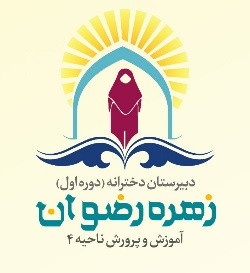 دبیرستان دخترانه (دوره اول)
زهره رضوان
آموزش و پرورش ناحیه ۴